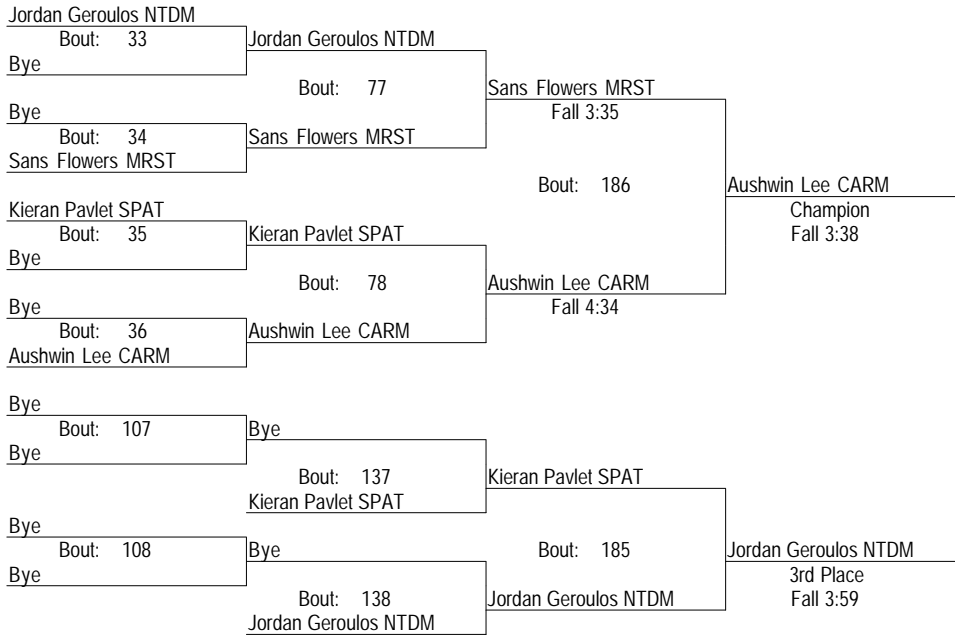 Jordan Geroulos NTDM
Bout: 33
Jordan Geroulos NTDM
Bye
Bout: 77
Sans Flowers MRST
Bye
Fall 3:35
Bout: 34
Sans Flowers MRST
Sans Flowers MRST
Bout: 186
Aushwin Lee CARM
Kieran Pavlet SPAT
Champion
Bout: 35
Kieran Pavlet SPAT
Fall 3:38
Bye
Bout: 78
Aushwin Lee CARM
Bye
Fall 4:34
Bout: 36
Aushwin Lee CARM
Aushwin Lee CARM
Bye
Bout: 107
Bye
Bye
Bout: 137
Kieran Pavlet SPAT
Kieran Pavlet SPAT
Bye
Bout: 108
Bye
Bout: 185
Jordan Geroulos NTDM
Bye
3rd Place
Bout: 138
Jordan Geroulos NTDM
Fall 3:59
Jordan Geroulos NTDM